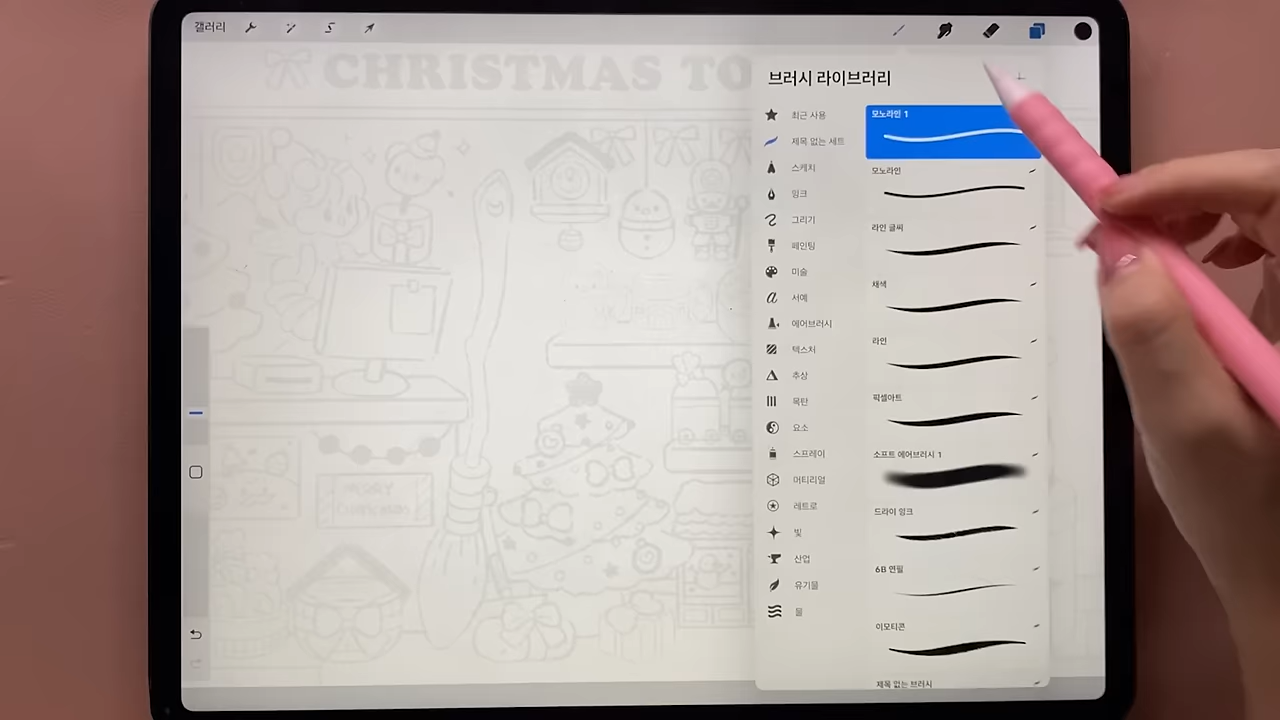 갤러리
CHRISTMAS TO
브러시 라이브러리
최근 사용
제목 없는 세트
스케치
잉크
그리기
페인팅
미술
서예
에어브러시
텍스처
추상
목탄
요소
스프레이
머티리얼
레트로
빛
산업
유기물
물
모노라인 1
모노라인
라인 글씨
채색
라인
픽셀아트
소프트 에어브러시 1
드라이 잉크
6B 연필
이모티콘
제목 없는 브러시
MERRY
CHRISTMAS